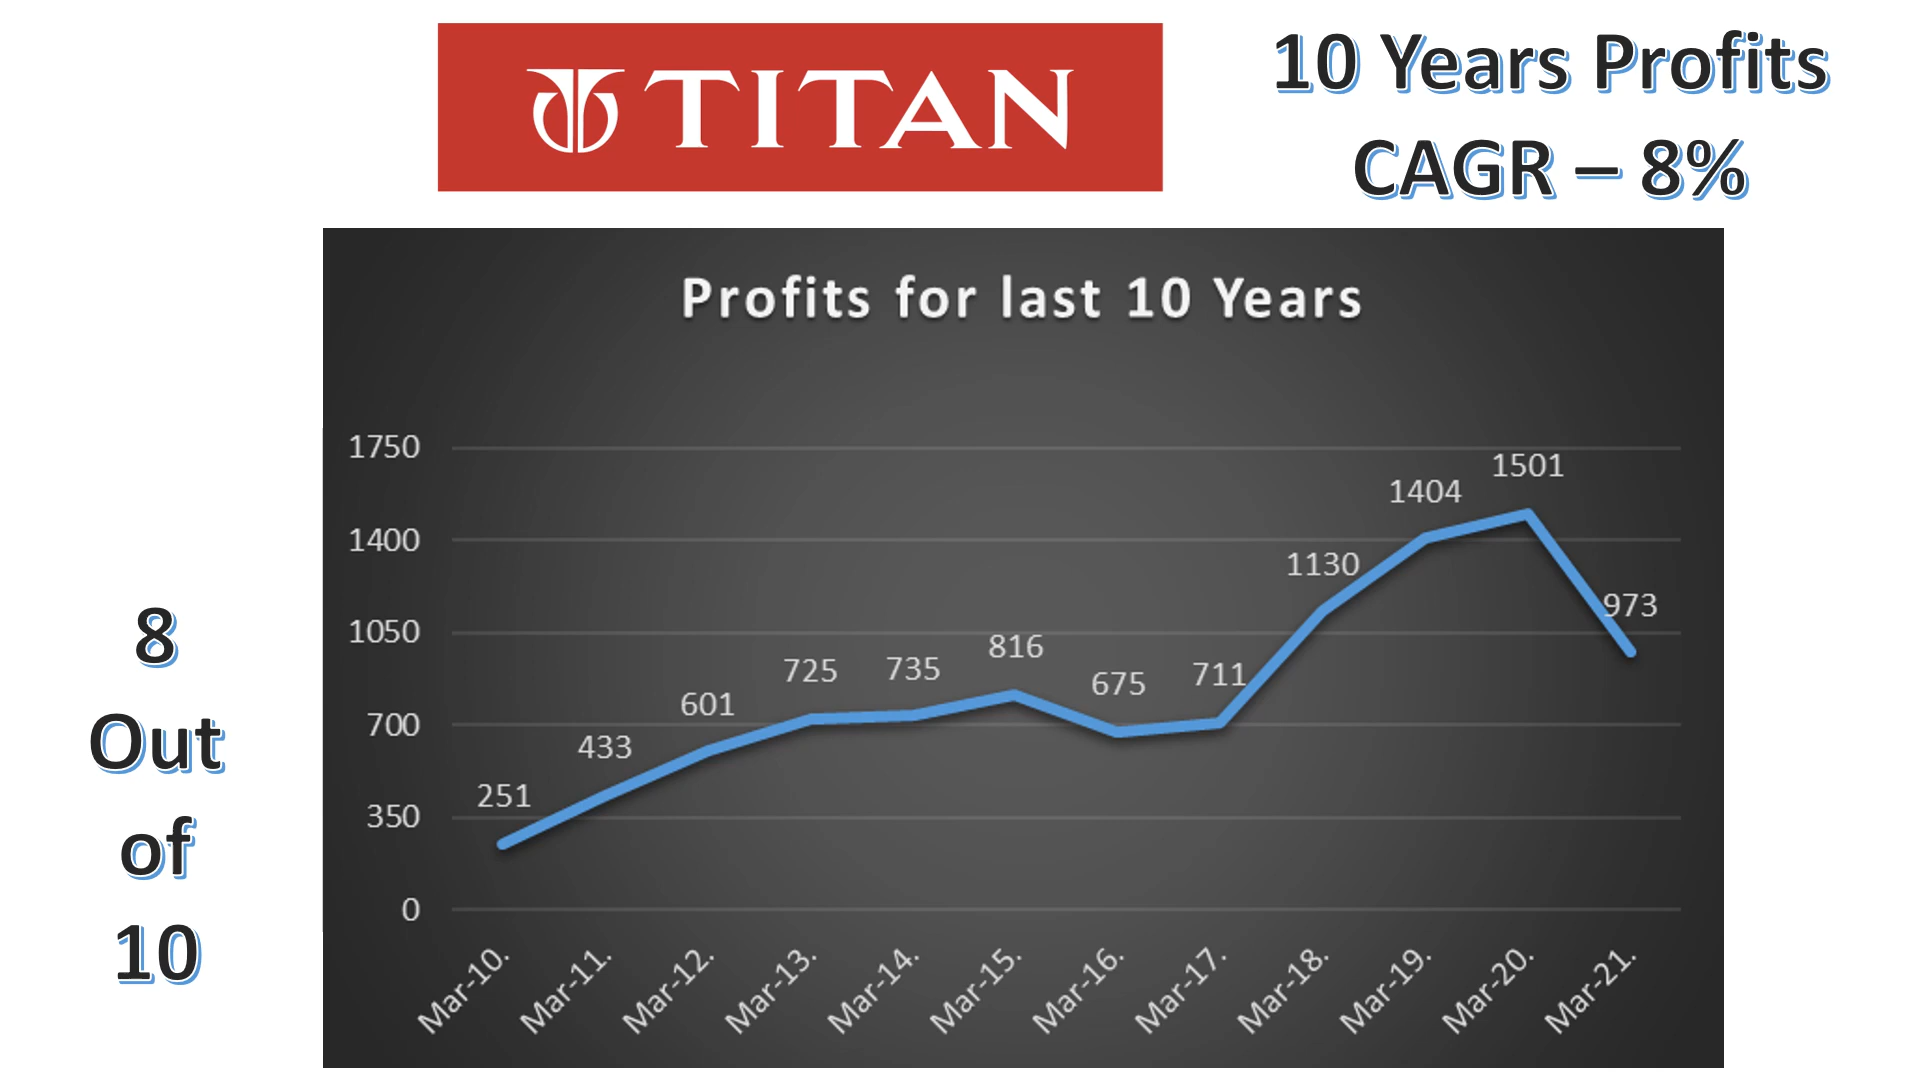 TITAN
10 Years Profits
CAGR – 8%
Profits for last 10 Years
1750
1400
1050
700
350
0
251
433
601
725
735
816
675
711
1130
1404
1501
973
Mar-10.
Mar-11.
Mar-12.
Mar-13.
Mar-14.
Mar-15.
Mar-16.
Mar-17.
Mar-18.
Mar-19.
Mar-20.
Mar-21.
8
Out
of
10